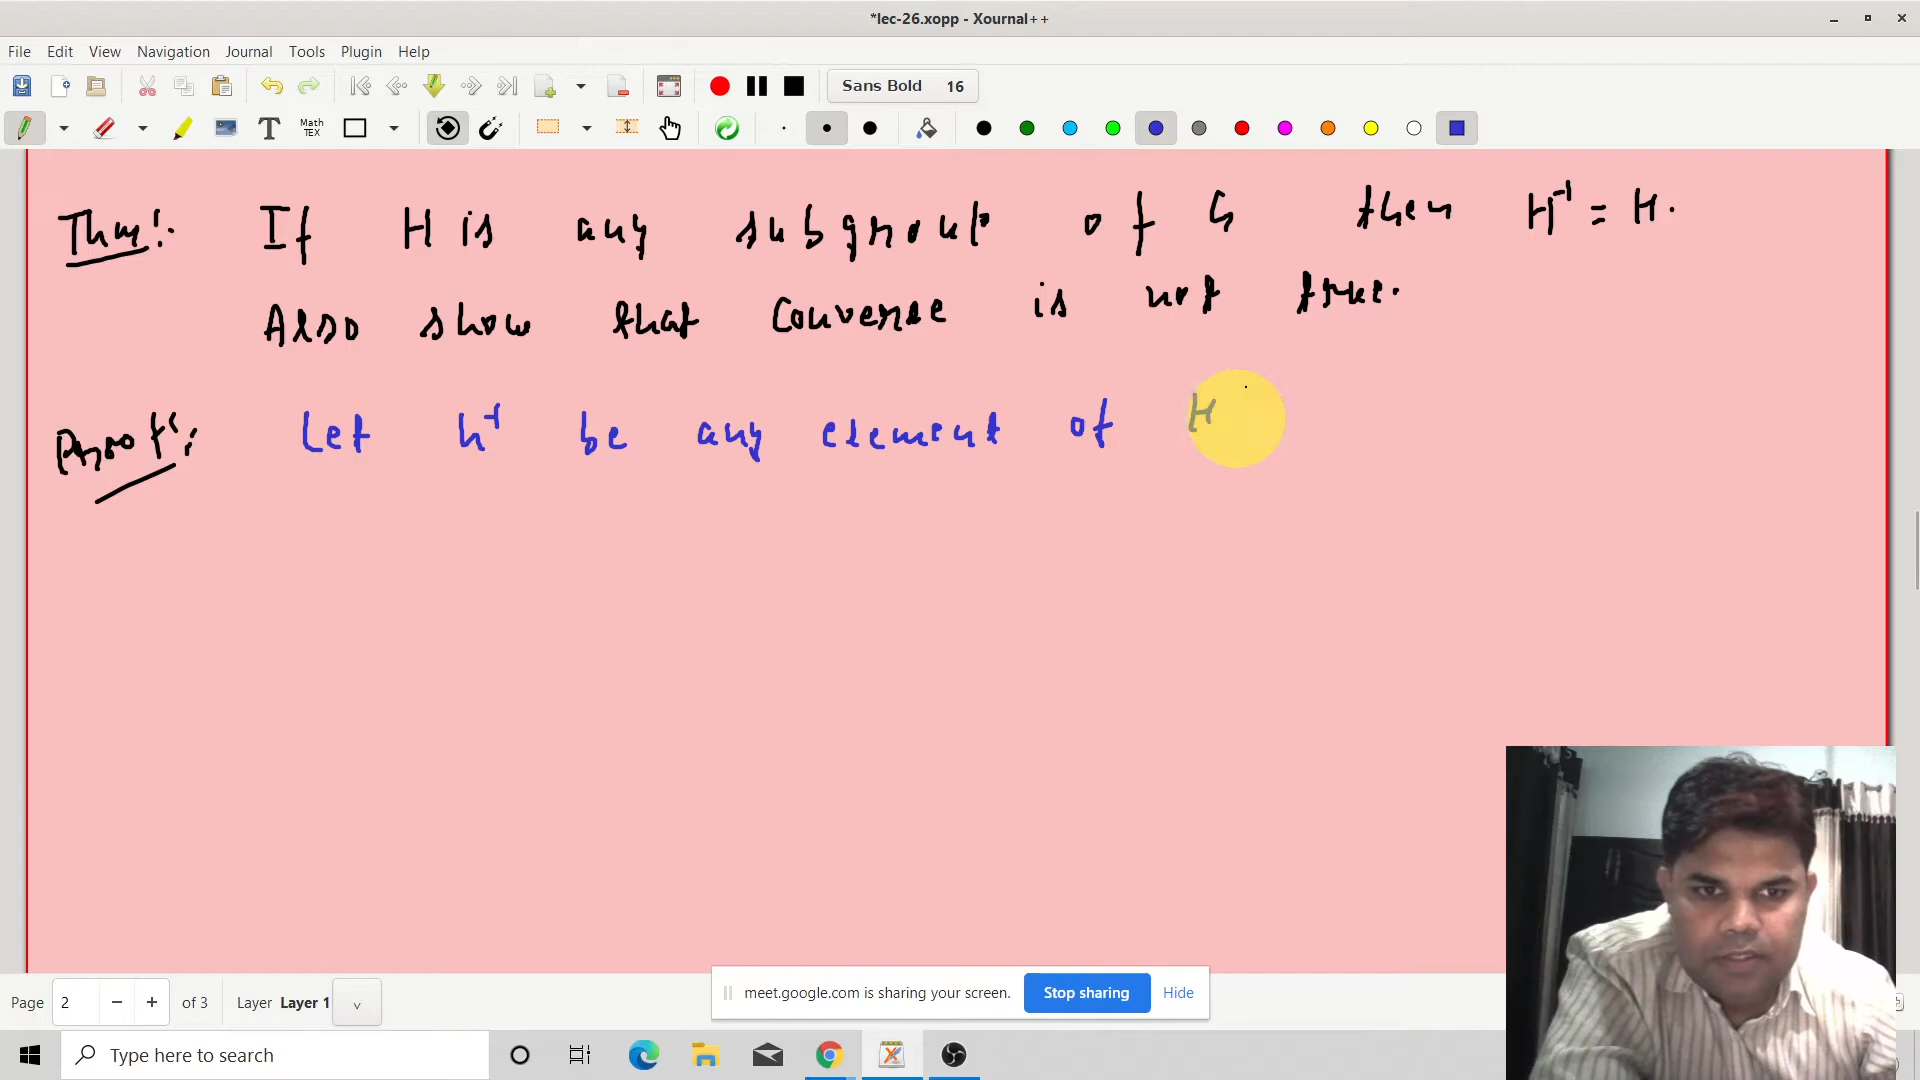 *lec-26.xopp - Xournal++
File Edit View Navigation Journal Tools Plugin Help
Sans Bold 16
Math
TEX
Thm:- If H is any subgroup of G then H⁻¹ = H.
Also show that converse is not true.
Proof: Let h⁻¹ be any element of H
Page 2 of 3 Layer Layer 1
meet.google.com is sharing your screen. Stop sharing Hide
Type here to search